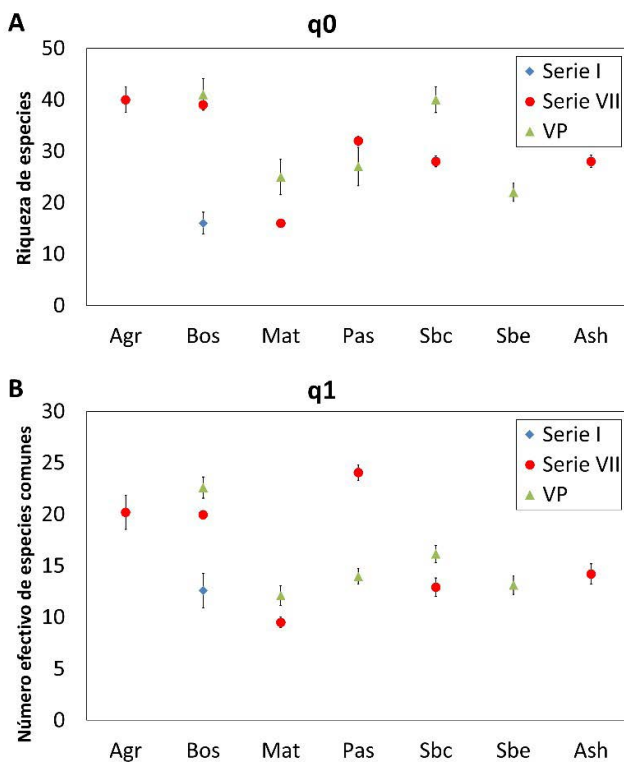 A
q0
Riqueza de especies
50
40
30
20
10
0
Serie I
Serie VII
VP
Agr Bos Mat Pas Sbc Sbe Ash
B
q1
Número efectivo de especies comunes
30
25
20
15
10
5
0
Serie I
Serie VII
VP
Agr Bos Mat Pas Sbc Sbe Ash